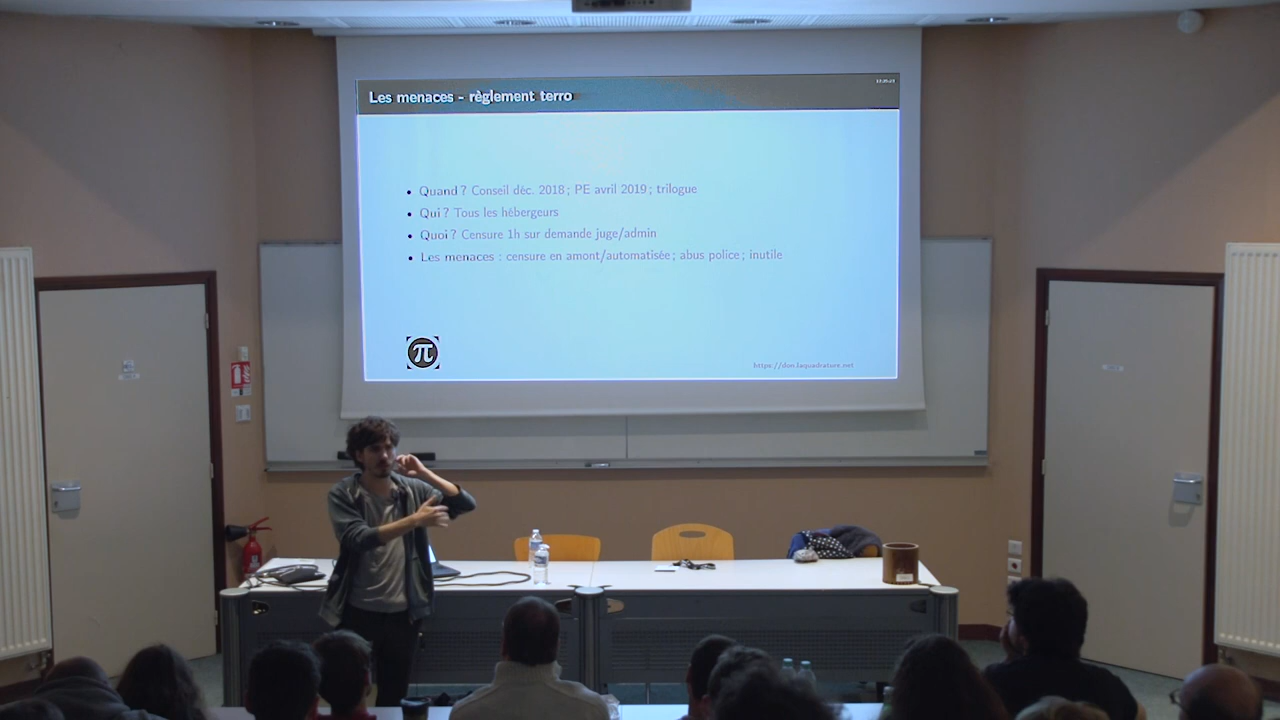 Les menaces - règlement terro
• Quand ? Conseil déc. 2018 ; PE avril 2019 ; trilogue
• Qui ? Tous les hébergeurs
• Quoi ? Censure 1h sur demande juge/admin
• Les menaces : censure en amont/automatisée ; abus police ; inutile
π
https://don.laquadrature.net